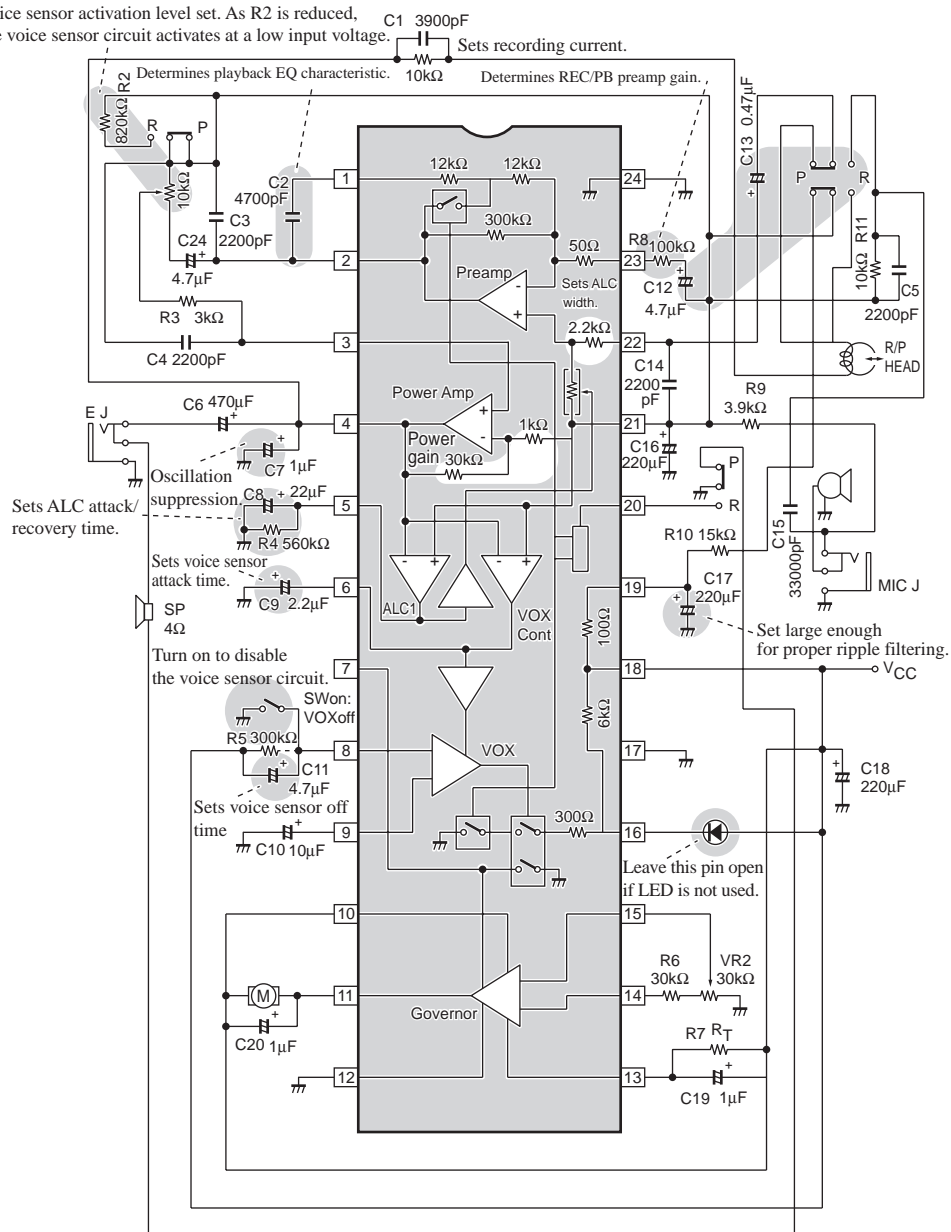 ice sensor activation level set. As R2 is reduced,
e voice sensor circuit activates at a low input voltage.
C1 3900pF
10kΩ
Sets recording current.
Determines playback EQ characteristic.
Determines REC/PB preamp gain.
820kΩ R2
R
P
10kΩ
C2
4700pF
C3
2200pF
C24
+
4.7μF
R3 3kΩ
C4 2200pF
1
12kΩ
12kΩ
24
300kΩ
2
50Ω
23
R8
100kΩ
Preamp
-
+
Sets ALC
width.
2.2kΩ
C12
+
4.7μF
C13 0.47μF
+
P
R
10kΩ R11
C5
2200pF
3
22
C14
2200
pF
R/P
HEAD
E J
C6 470μF
+
4
Power Amp
+
-
1kΩ
Power
gain
30kΩ
21
R9
3.9kΩ
C16
220μF
+
C7 1μF
+
Oscillation
suppression.
P
R
Sets ALC attack/
recovery time.
C8 22μF
+
R4 560kΩ
5
20
C15
33000pF
R10 15kΩ
MIC J
Sets voice sensor
attack time.
C9 2.2μF
+
6
- +
ALC1
- +
VOX
Cont
19
C17
220μF
+
100Ω
Set large enough
for proper ripple filtering.
SP
4Ω
Turn on to disable
the voice sensor circuit.
7
18
VCC
SWon:
VOXoff
6kΩ
R5 300kΩ
8
VOX
17
C11
4.7μF
+
C18
220μF
+
Sets voice sensor off
time
C10 10μF
+
9
300Ω
16
Leave this pin open
if LED is not used.
10
15
M
11
Governor
14
R6
30kΩ
VR2
30kΩ
C20 1μF
+
R7 RT
12
13
C19 1μF
+